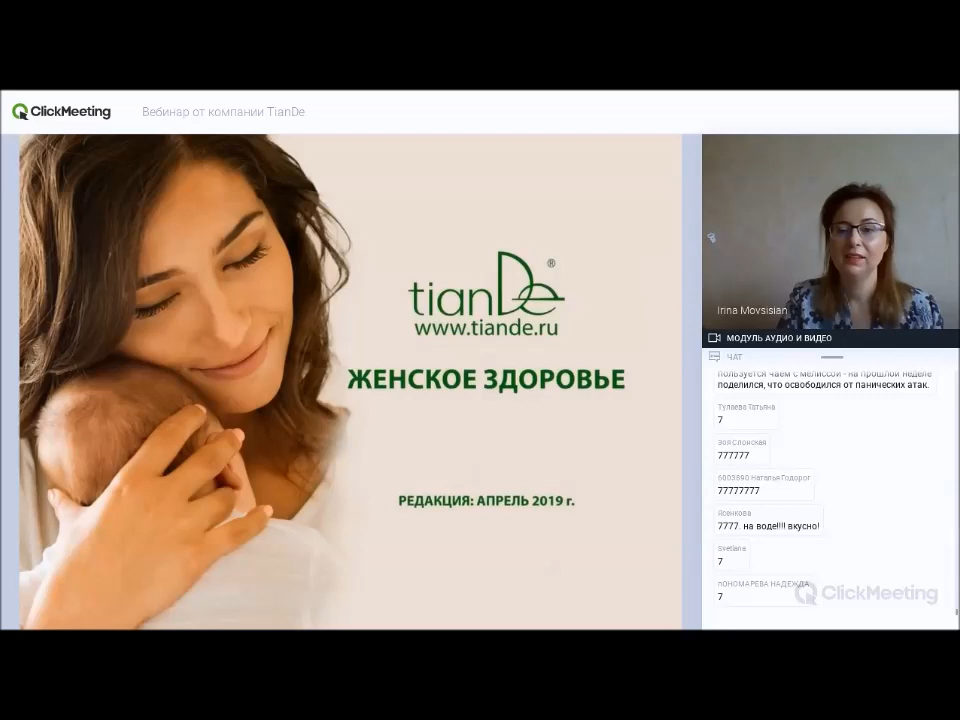 ClickMeeting
Вебинар от компании TianDe
tianDe®
www.tiande.ru
ЖЕНСКОЕ ЗДОРОВЬЕ
РЕДАКЦИЯ: АПРЕЛЬ 2019 г.
Irina Movsisian
МОДУЛЬ АУДИО И ВИДЕО
ЧАТ
пользуется чаем с мелиссой - на прошлой неделе
поделился, что освободился от панических атак.
Тулаева Татьяна
7
Зоя Слонская
777777
6003890 Наталья Годорог
77777777
Ясенкова
7777. на воде!!!! вкусно!
Svetlana
7
ПОНОМАРЕВА НАДЕЖДА
7
ClickMeeting